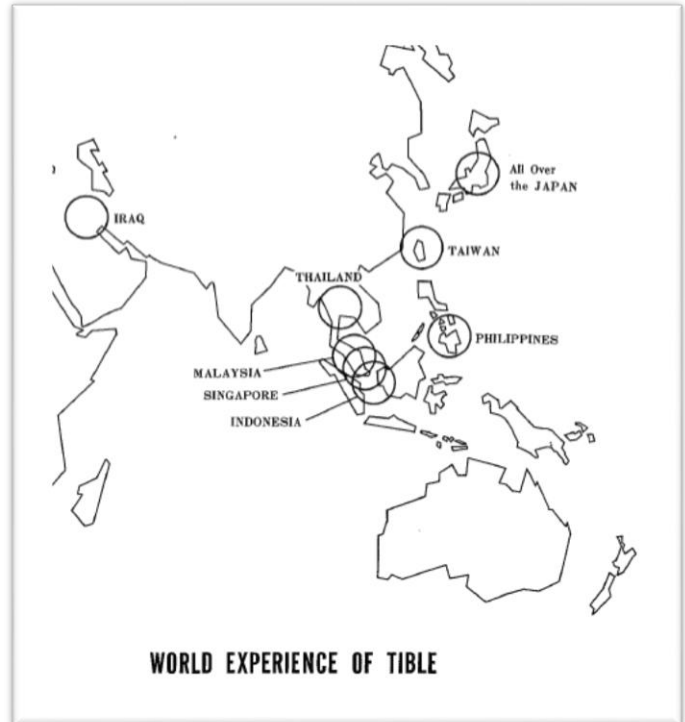 All Over
the JAPAN
IRAQ
TAIWAN
THAILAND
PHILIPPINES
MALAYSIA
SINGAPORE
INDONESIA
WORLD EXPERIENCE OF TIBLE